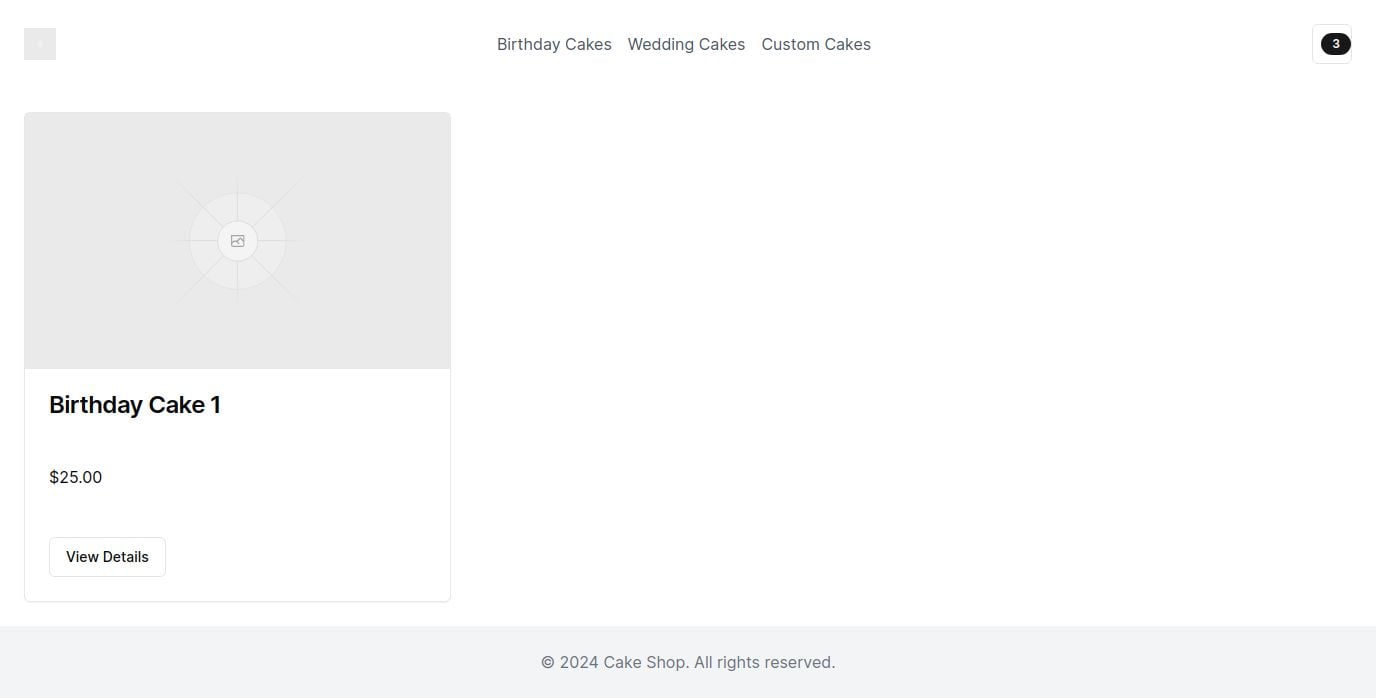 Birthday Cakes Wedding Cakes Custom Cakes 3
Birthday Cake 1
$25.00
View Details
© 2024 Cake Shop. All rights reserved.